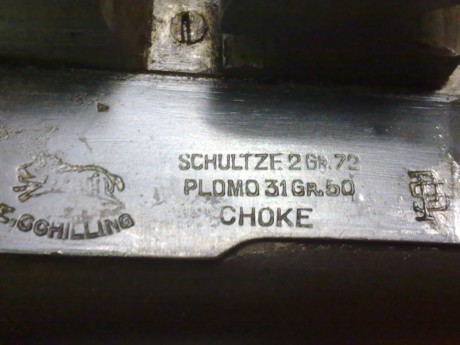 SCHULTZE 2 GR. 72
PLOMO 31 GR. 50
CHOKE
SCHILLING